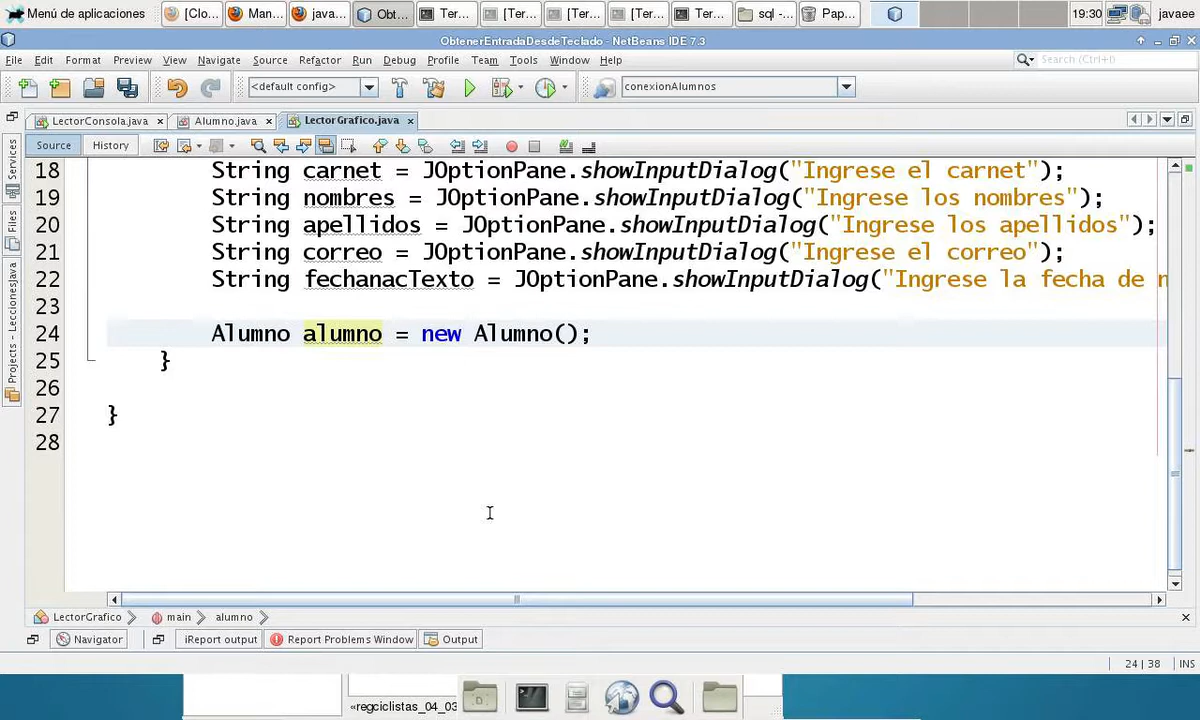 Menú de aplicaciones [Clo... Man... java... Obt... Ter... [Ter... [Ter... [Ter... Ter... sql -... Pap... 19:30 javaee
ObtenerEntradaDesdeTeclado - NetBeans IDE 7.3
File Edit Format Preview View Navigate Source Refactor Run Debug Profile Team Tools Window Help Search (Ctrl+I)
<default config> conexionAlumnos
LectorConsola.java Alumno.java LectorGrafico.java
Source History
Services
Files
Projects - LeccionesJava
18 String carnet = JOptionPane.showInputDialog("Ingrese el carnet");
19 String nombres = JOptionPane.showInputDialog("Ingrese los nombres");
20 String apellidos = JOptionPane.showInputDialog("Ingrese los apellidos");
21 String correo = JOptionPane.showInputDialog("Ingrese el correo");
22 String fechanacTexto = JOptionPane.showInputDialog("Ingrese la fecha de n
23
24 Alumno alumno = new Alumno();
25 }
26
27 }
28
LectorGrafico main alumno
Navigator iReport output Report Problems Window Output
24 | 38 INS
«regciclistas_04_03